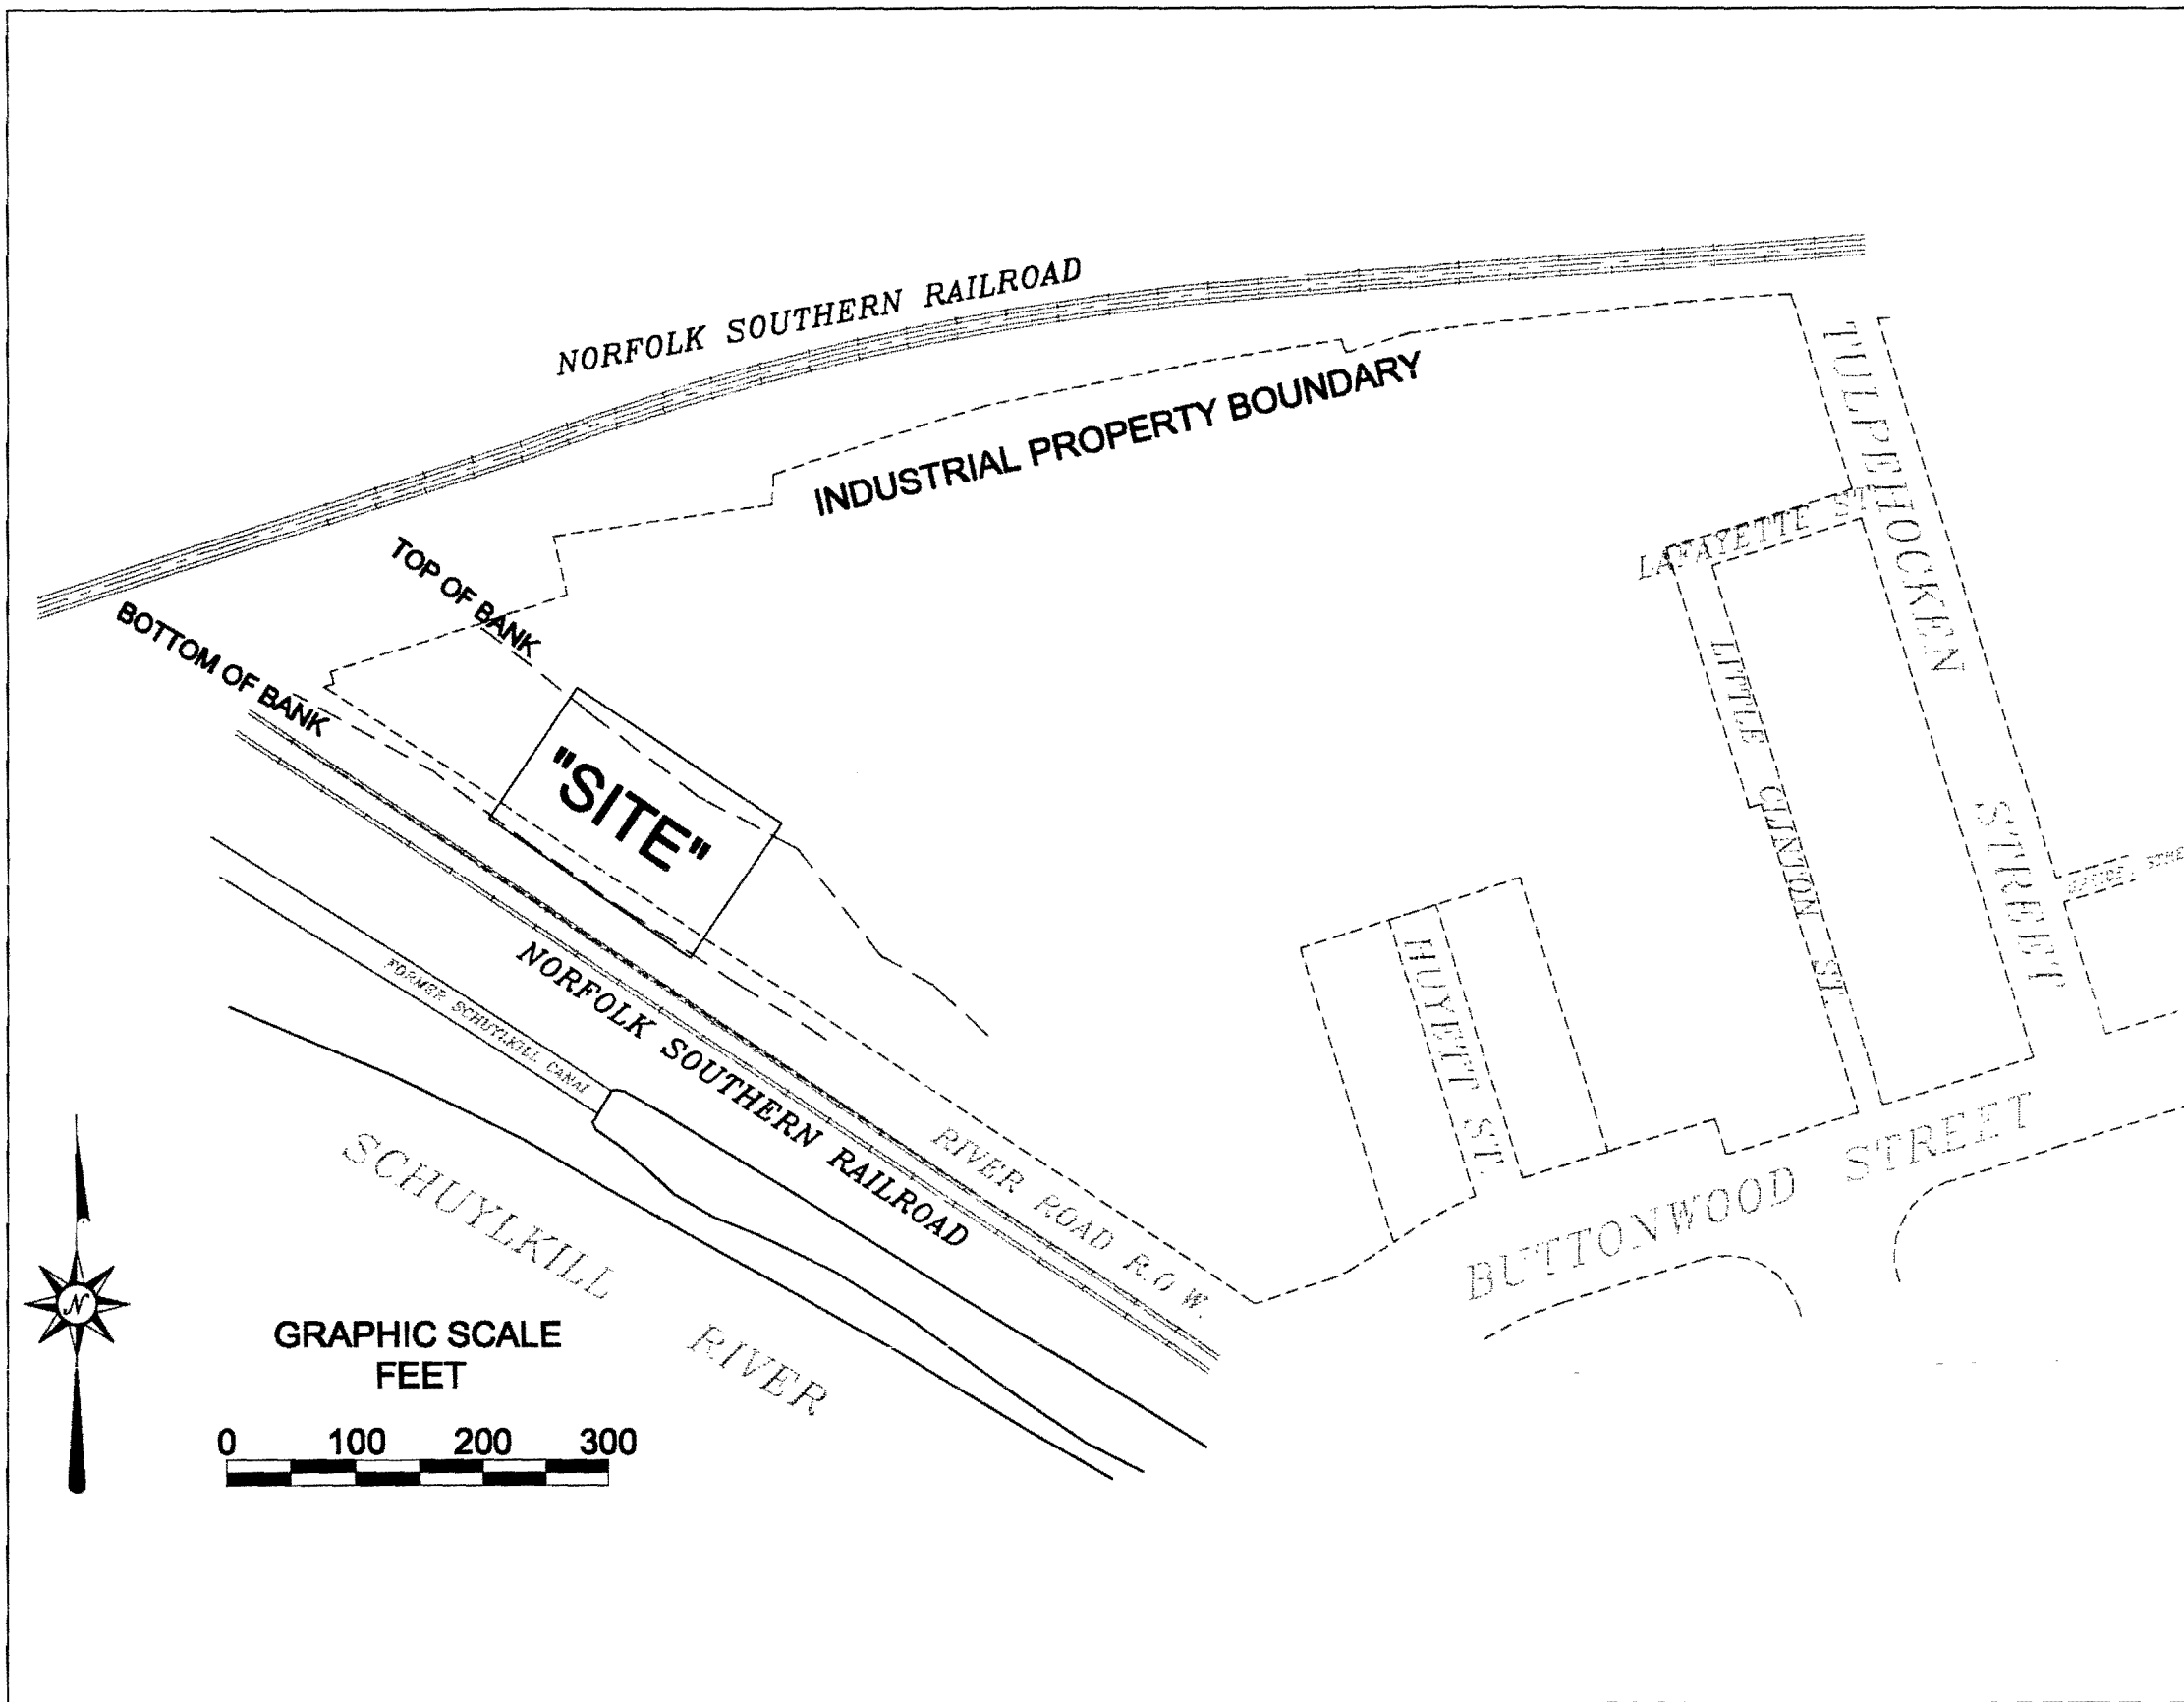 NORFOLK SOUTHERN RAILROAD
INDUSTRIAL PROPERTY BOUNDARY
TULPEHOCKEN STREET
LAFAYETTE ST.
TOP OF BANK
BOTTOM OF BANK
LITTLE CLINTON ST.
"SITE"
HUYETT ST.
NORFOLK SOUTHERN RAILROAD
FORMER SCHUYLKILL CANAL
RIVER ROAD R.O.W.
SCHUYLKILL RIVER
BUTTONWOOD STREET
N
GRAPHIC SCALE
FEET
0 100 200 300